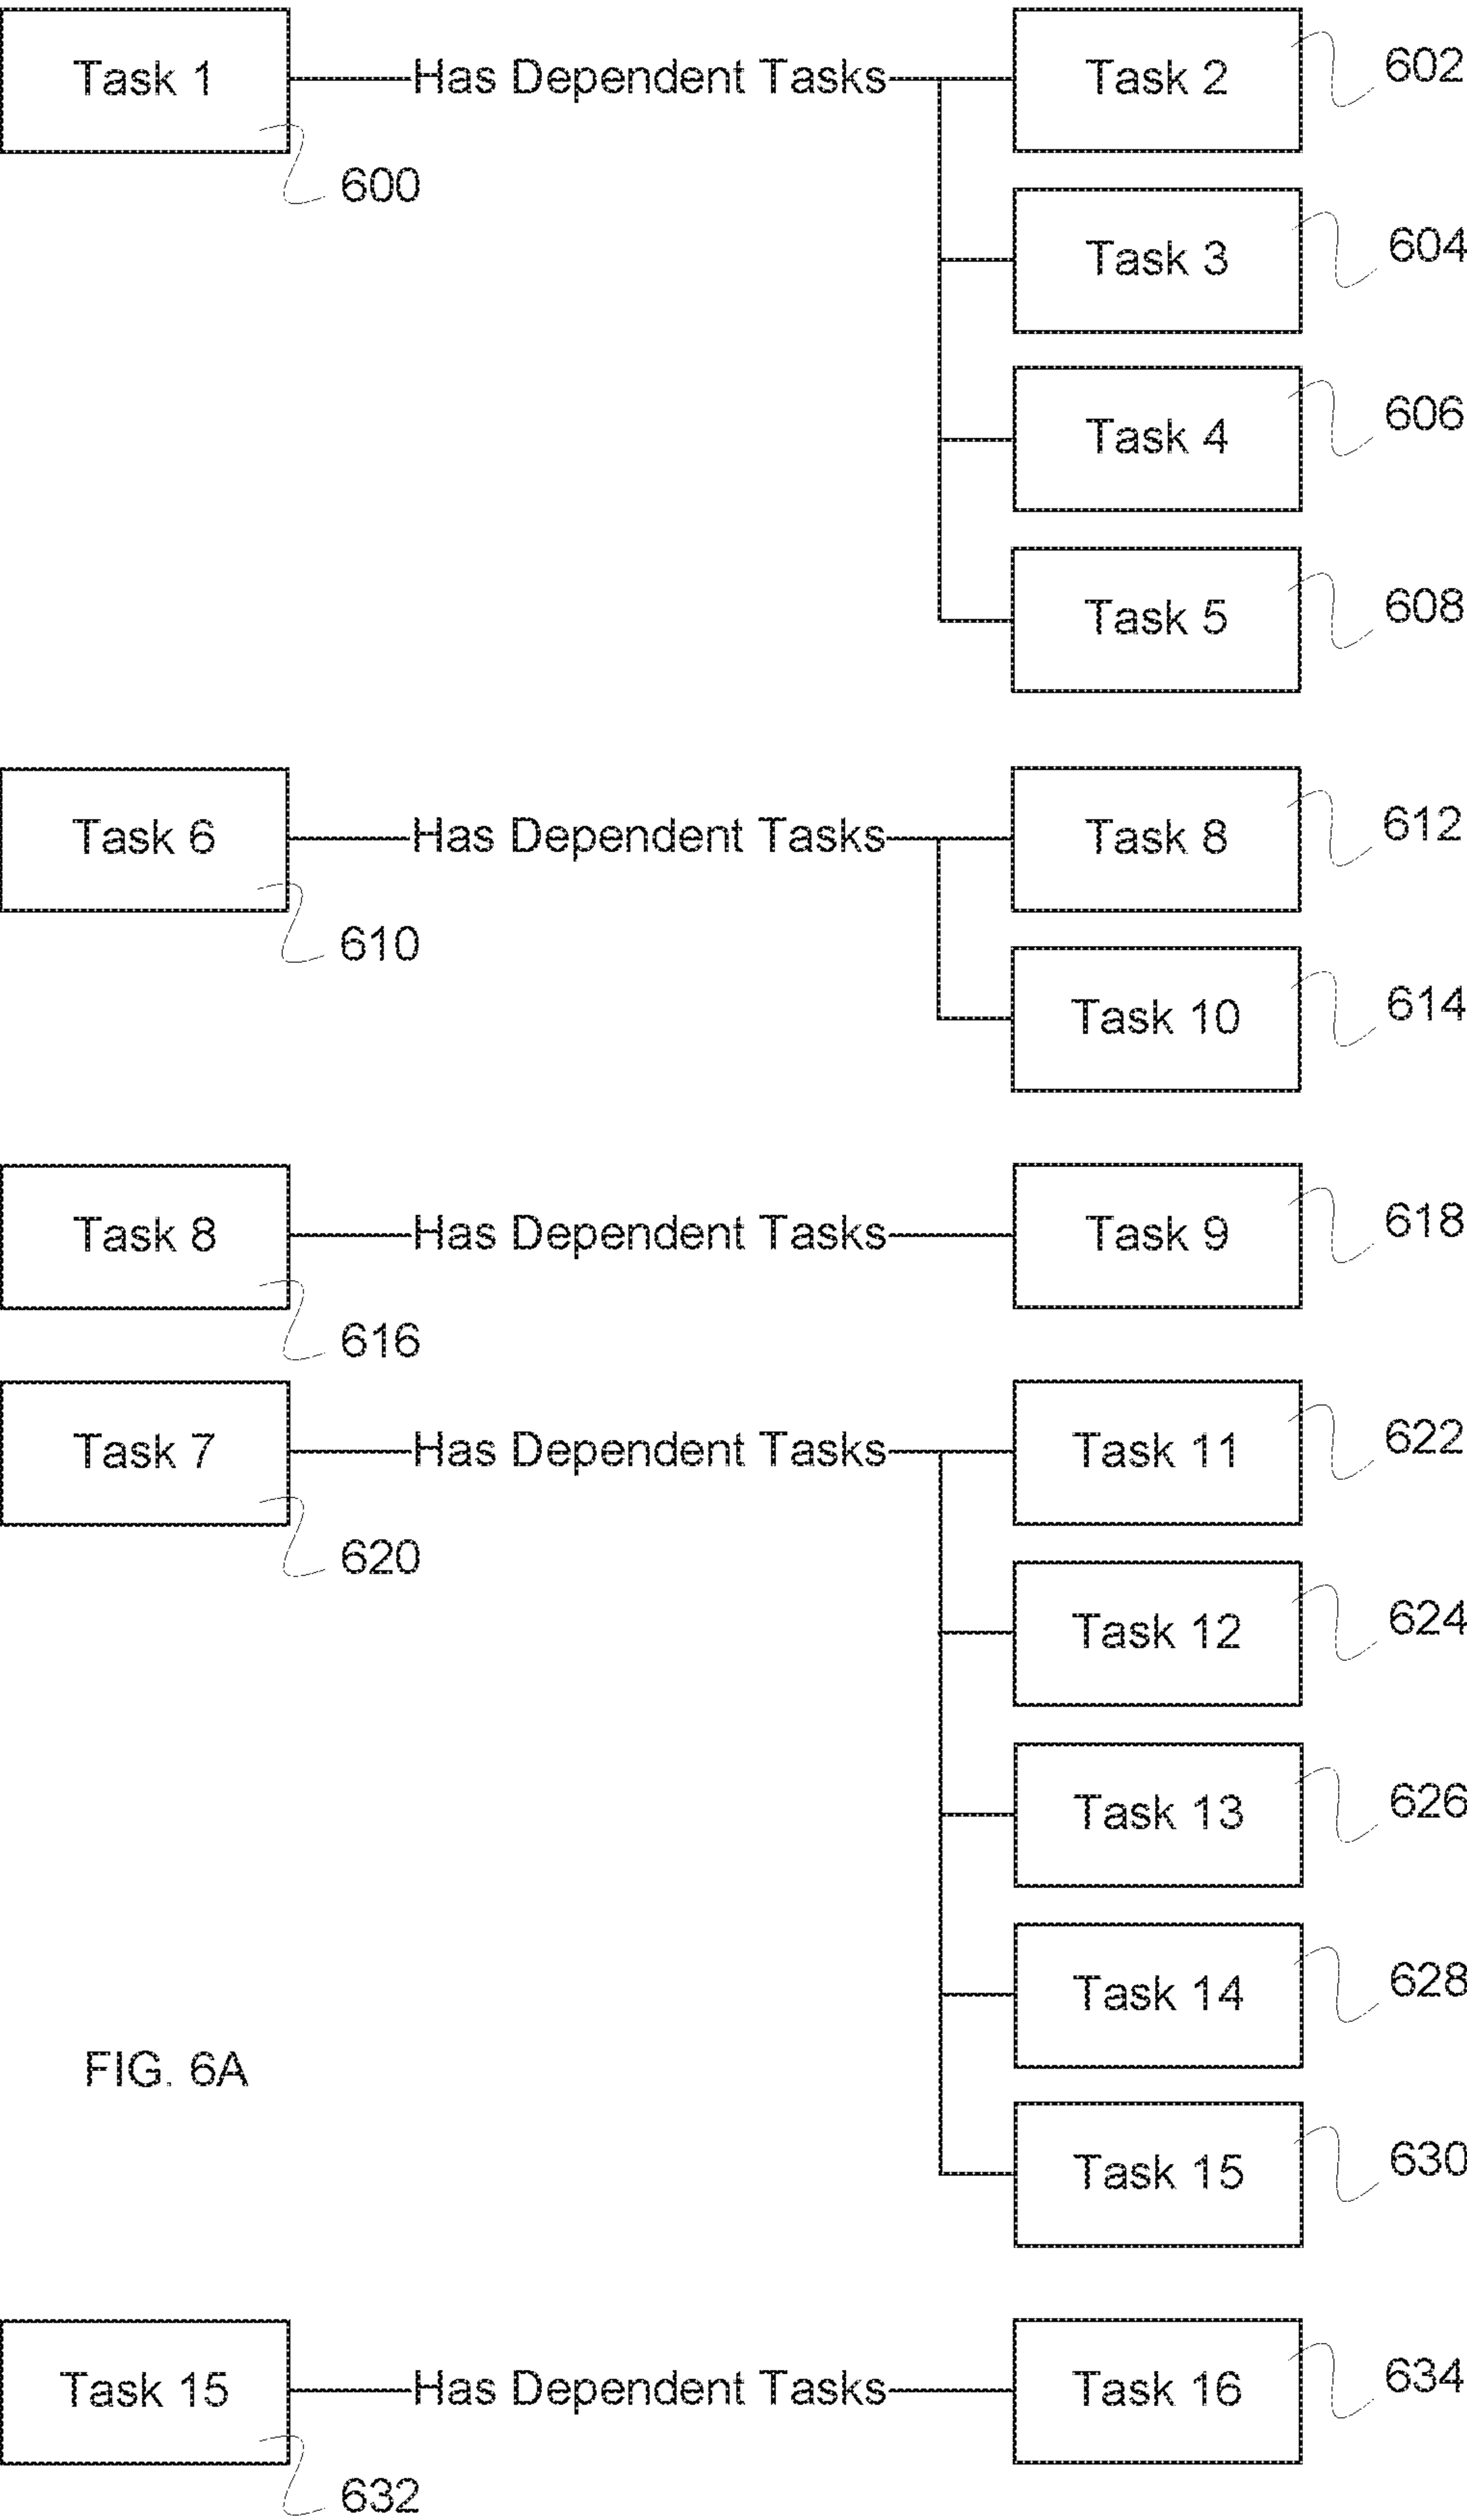 Task 1 Has Dependent Tasks Task 2 602
600
Task 3 604
Task 4 606
Task 5 608
Task 6 Has Dependent Tasks Task 8 612
610
Task 10 614
Task 8 Has Dependent Tasks Task 9 618
616
Task 7 Has Dependent Tasks Task 11 622
620
Task 12 624
Task 13 626
Task 14 628
FIG. 6A
Task 15 630
Task 15 Has Dependent Tasks Task 16 634
632